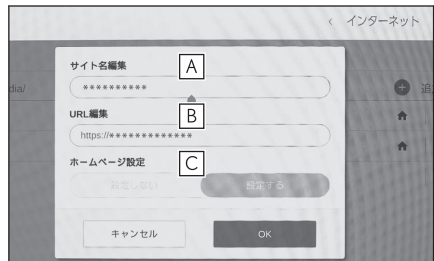 < インターネット
サイト名編集
A
**********
dia/
追
URL編集
B
https://*************
ホームページ設定
C
設定しない
設定する
キャンセル
OK